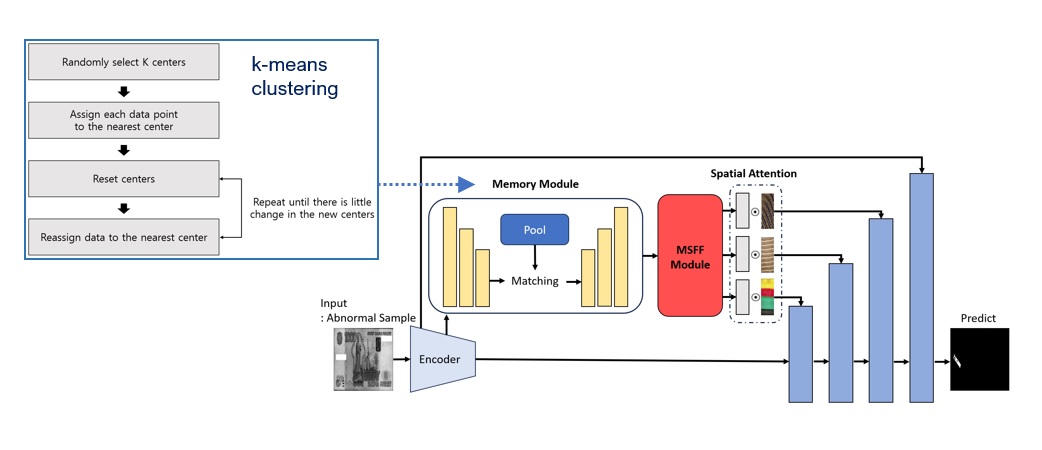 Randomly select K centers
k-means
clustering
Assign each data point
to the nearest center
Reset centers
Repeat until there is little
change in the new centers
Reassign data to the nearest center
Memory Module
Spatial Attention
Pool
Matching
MSFF
Module
Input
: Abnormal Sample
Encoder
Predict